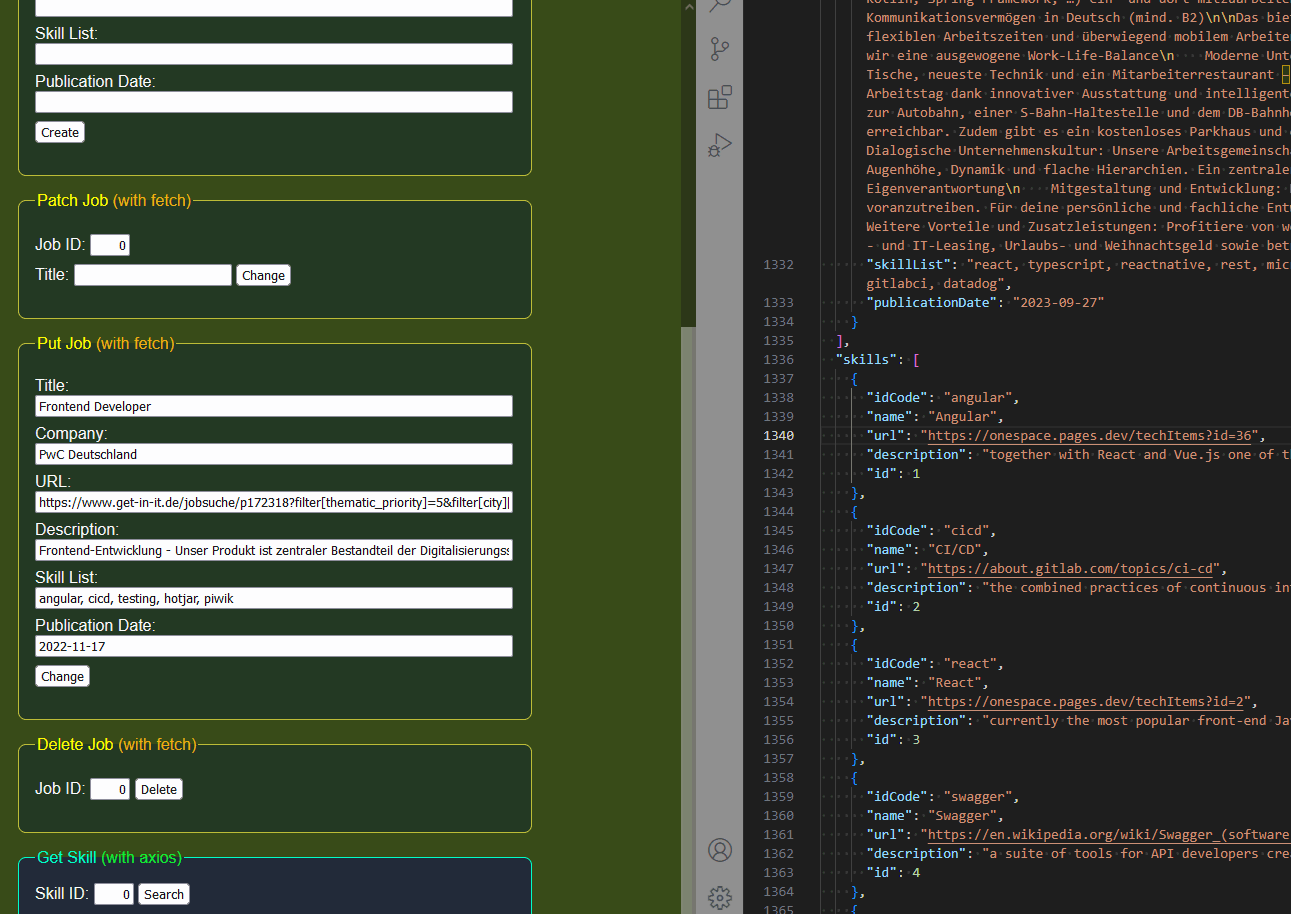 Skill List:
Publication Date:
Create
Patch Job (with fetch)
Job ID: 0
Title: Change
Put Job (with fetch)
Title:
Frontend Developer
Company:
PwC Deutschland
URL:
https://www.get-in-it.de/jobsuche/p172318?filter[thematic_priority]=5&filter[city]
Description:
Frontend-Entwicklung - Unser Produkt ist zentraler Bestandteil der Digitalisierungs
Skill List:
angular, cicd, testing, hotjar, piwik
Publication Date:
2022-11-17
Change
Delete Job (with fetch)
Job ID: 0 Delete
Get Skill (with axios)
Skill ID: 0 Search
Kommunikationsvermögen in Deutsch (mind. B2)\n\nDas bie
flexiblen Arbeitszeiten und überwiegend mobilem Arbeite
wir eine ausgewogene Work-Life-Balance\n    Moderne Unt
Tische, neueste Technik und ein Mitarbeiterrestaurant
Arbeitstag dank innovativer Ausstattung und intelligent
zur Autobahn, einer S-Bahn-Haltestelle und dem DB-Bahnh
erreichbar. Zudem gibt es ein kostenloses Parkhaus und
Dialogische Unternehmenskultur: Unsere Arbeitsgemeinscha
Augenhöhe, Dynamik und flache Hierarchien. Ein zentrale
Eigenverantwortung\n    Mitgestaltung und Entwicklung:
voranzutreiben. Für deine persönliche und fachliche Ent
Weitere Vorteile und Zusatzleistungen: Profitiere von w
- und IT-Leasing, Urlaubs- und Weihnachtsgeld sowie bet
1332 "skillList": "react, typescript, reactnative, rest, mic
gitlabci, datadog",
1333 "publicationDate": "2023-09-27"
1334 }
1335 ],
1336 "skills": [
1337 {
1338 "idCode": "angular",
1339 "name": "Angular",
1340 "url": "https://onespace.pages.dev/techItems?id=36",
1341 "description": "together with React and Vue.js one of t
1342 "id": 1
1343 },
1344 {
1345 "idCode": "cicd",
1346 "name": "CI/CD",
1347 "url": "https://about.gitlab.com/topics/ci-cd",
1348 "description": "the combined practices of continuous in
1349 "id": 2
1350 },
1351 {
1352 "idCode": "react",
1353 "name": "React",
1354 "url": "https://onespace.pages.dev/techItems?id=2",
1355 "description": "currently the most popular front-end Ja
1356 "id": 3
1357 },
1358 {
1359 "idCode": "swagger",
1360 "name": "Swagger",
1361 "url": "https://en.wikipedia.org/wiki/Swagger_(software
1362 "description": "a suite of tools for API developers crea
1363 "id": 4
1364 },
1365 {